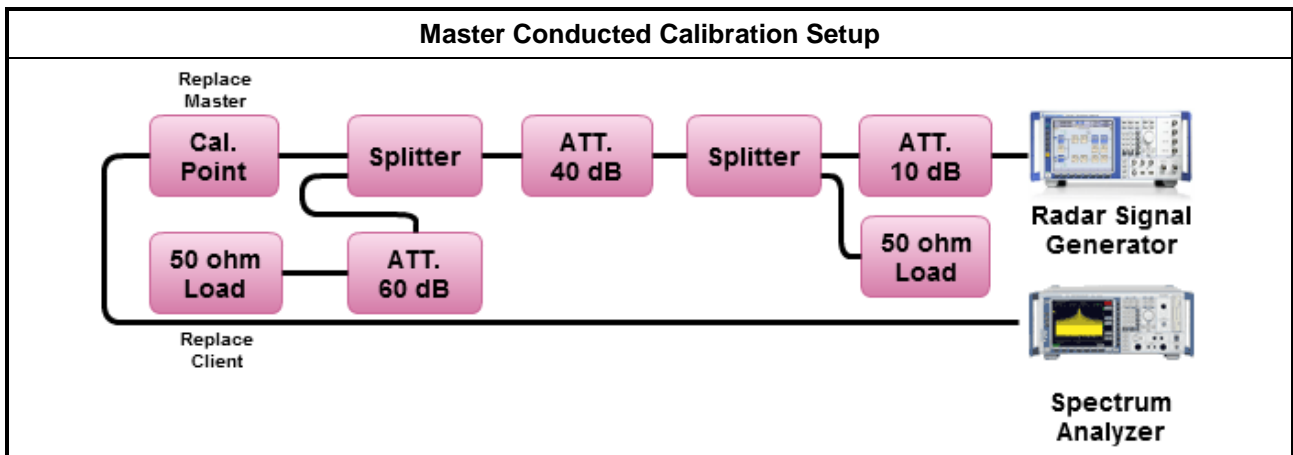 Master Conducted Calibration Setup
Replace
Master
Cal.
Point
Splitter
ATT.
40 dB
Splitter
ATT.
10 dB
Radar Signal
Generator
50 ohm
Load
ATT.
60 dB
50 ohm
Load
Replace
Client
Spectrum
Analyzer